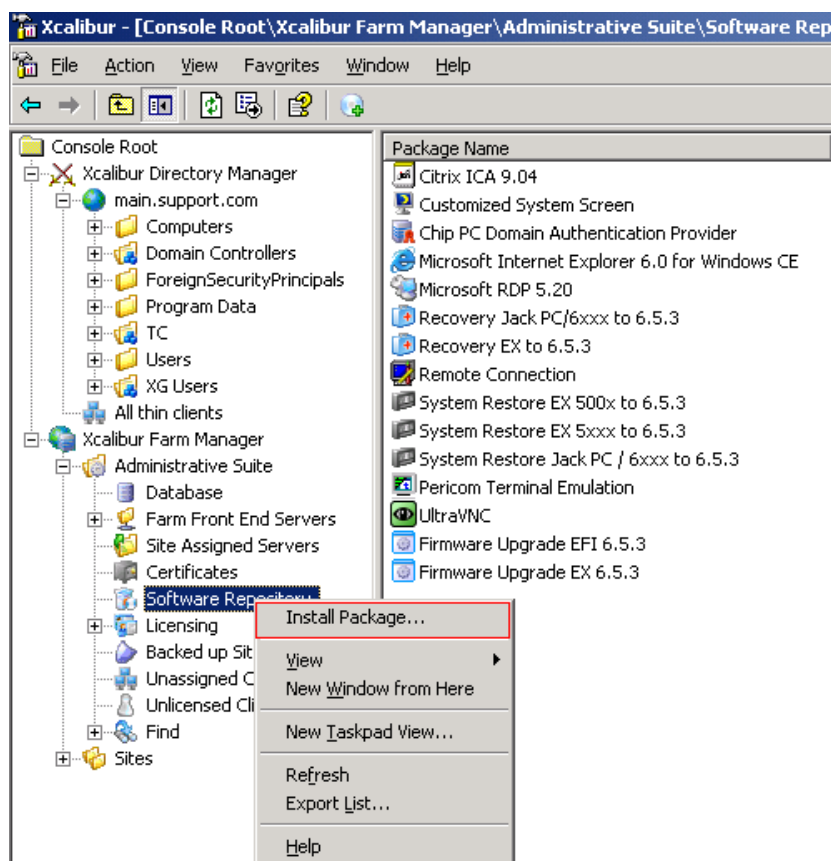 Xcalibur - [Console Root\Xcalibur Farm Manager\Administrative Suite\Software Rep
File Action View Favorites Window Help
Console Root
Xcalibur Directory Manager
main.support.com
Computers
Domain Controllers
ForeignSecurityPrincipals
Program Data
TC
Users
XG Users
All thin clients
Xcalibur Farm Manager
Administrative Suite
Database
Farm Front End Servers
Site Assigned Servers
Certificates
Software Repository
Licensing
Backed up Sit
Unassigned C
Unlicensed Cli
Find
Sites
Package Name
Citrix ICA 9.04
Customized System Screen
Chip PC Domain Authentication Provider
Microsoft Internet Explorer 6.0 for Windows CE
Microsoft RDP 5.20
Recovery Jack PC/6xxx to 6.5.3
Recovery EX to 6.5.3
Remote Connection
System Restore EX 500x to 6.5.3
System Restore EX 5xxx to 6.5.3
System Restore Jack PC / 6xxx to 6.5.3
Pericom Terminal Emulation
UltraVNC
Firmware Upgrade EFI 6.5.3
Firmware Upgrade EX 6.5.3
Install Package...
View
New Window from Here
New Taskpad View...
Refresh
Export List...
Help